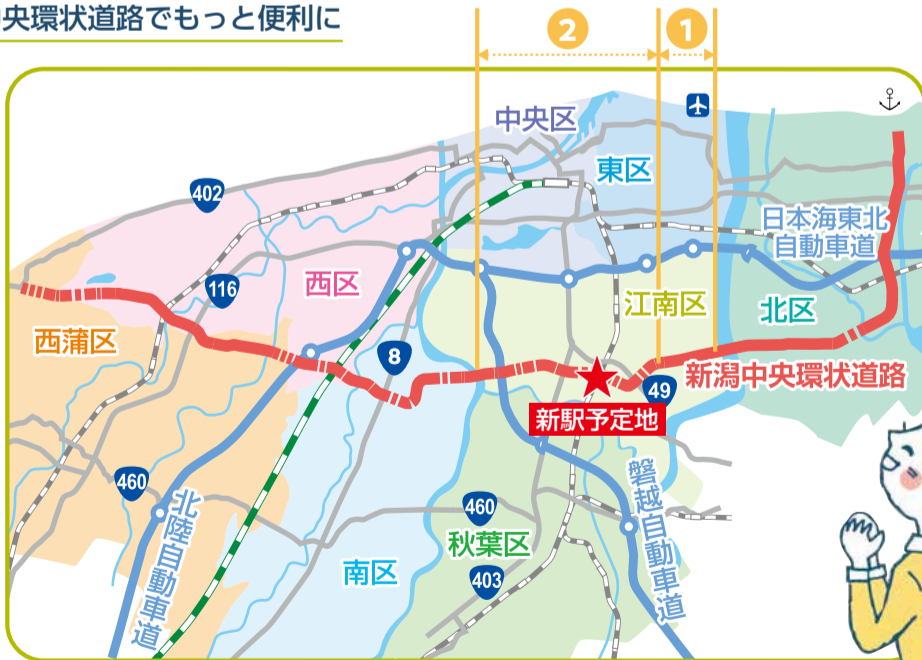 中央環状道路でもっと便利に
2
1
中央区
東区
402
日本海東北
自動車道
116
西区
江南区
北区
西蒲区
8
新潟中央環状道路
49
新駅予定地
460
北陸自動車道
460
磐越自動車道
秋葉区
南区
403